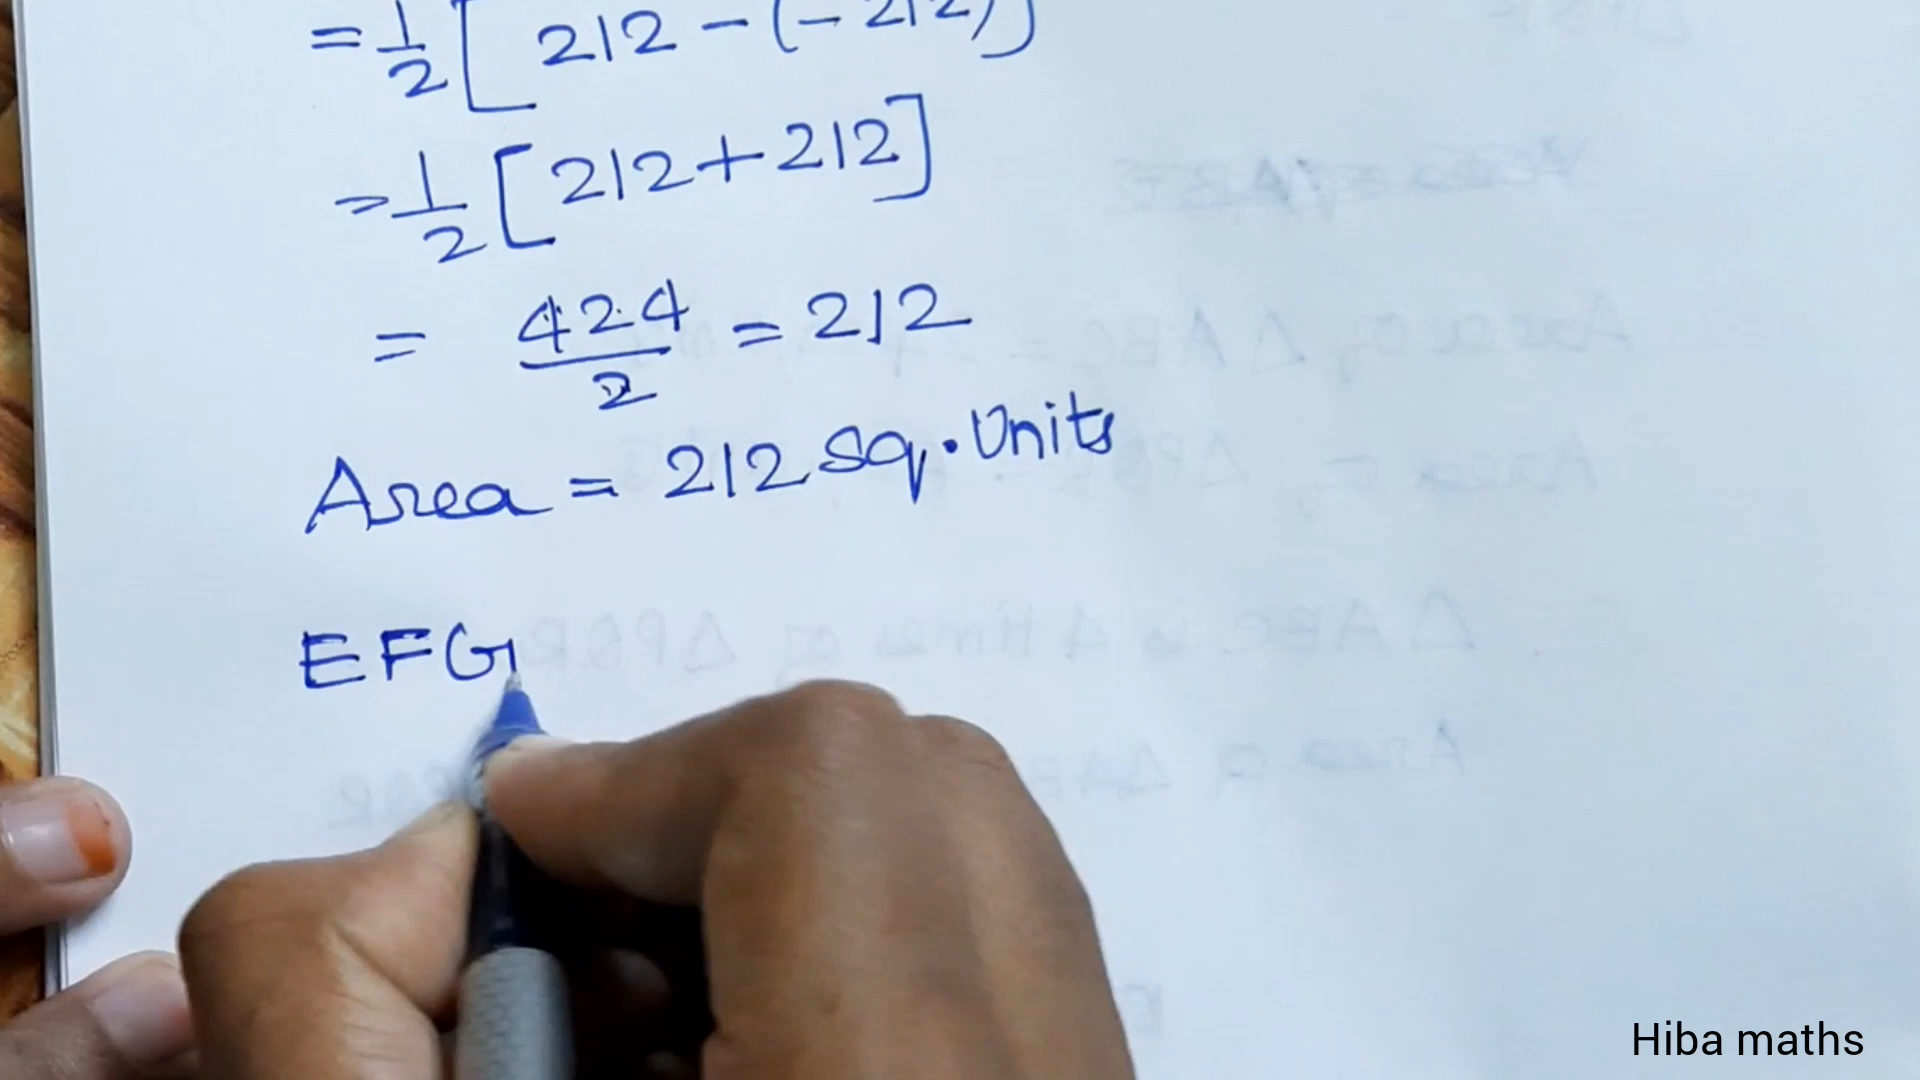 = 1/2 [ 212 - (- 212) ]
= 1/2 [ 212 + 212 ]
= 424/2 = 212
Area = 212 Sq. Units
EFG
Hiba maths